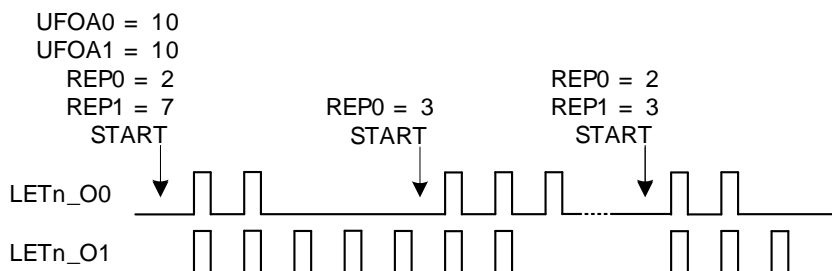 UFOA0 = 10
UFOA1 = 10
REP0 = 2
REP1 = 7
START
REP0 = 3
START
REP0 = 2
REP1 = 3
START
LETn_O0
LETn_O1